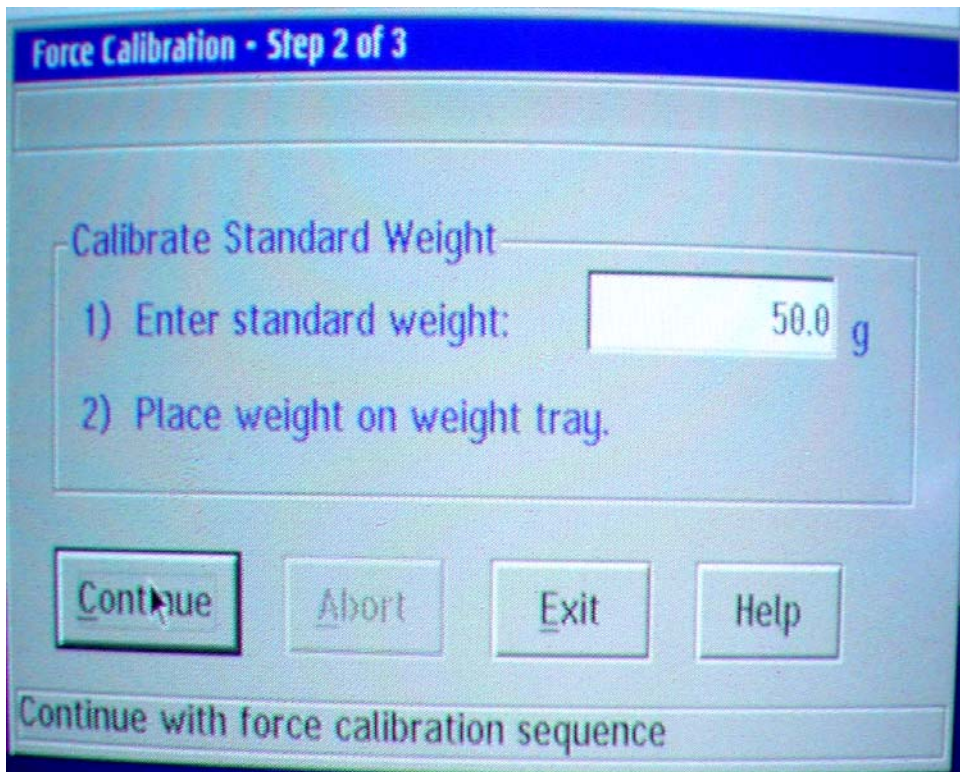 Force Calibration - Step 2 of 3
Calibrate Standard Weight
1) Enter standard weight: 50.0 g
2) Place weight on weight tray.
Continue Abort Exit Help
Continue with force calibration sequence